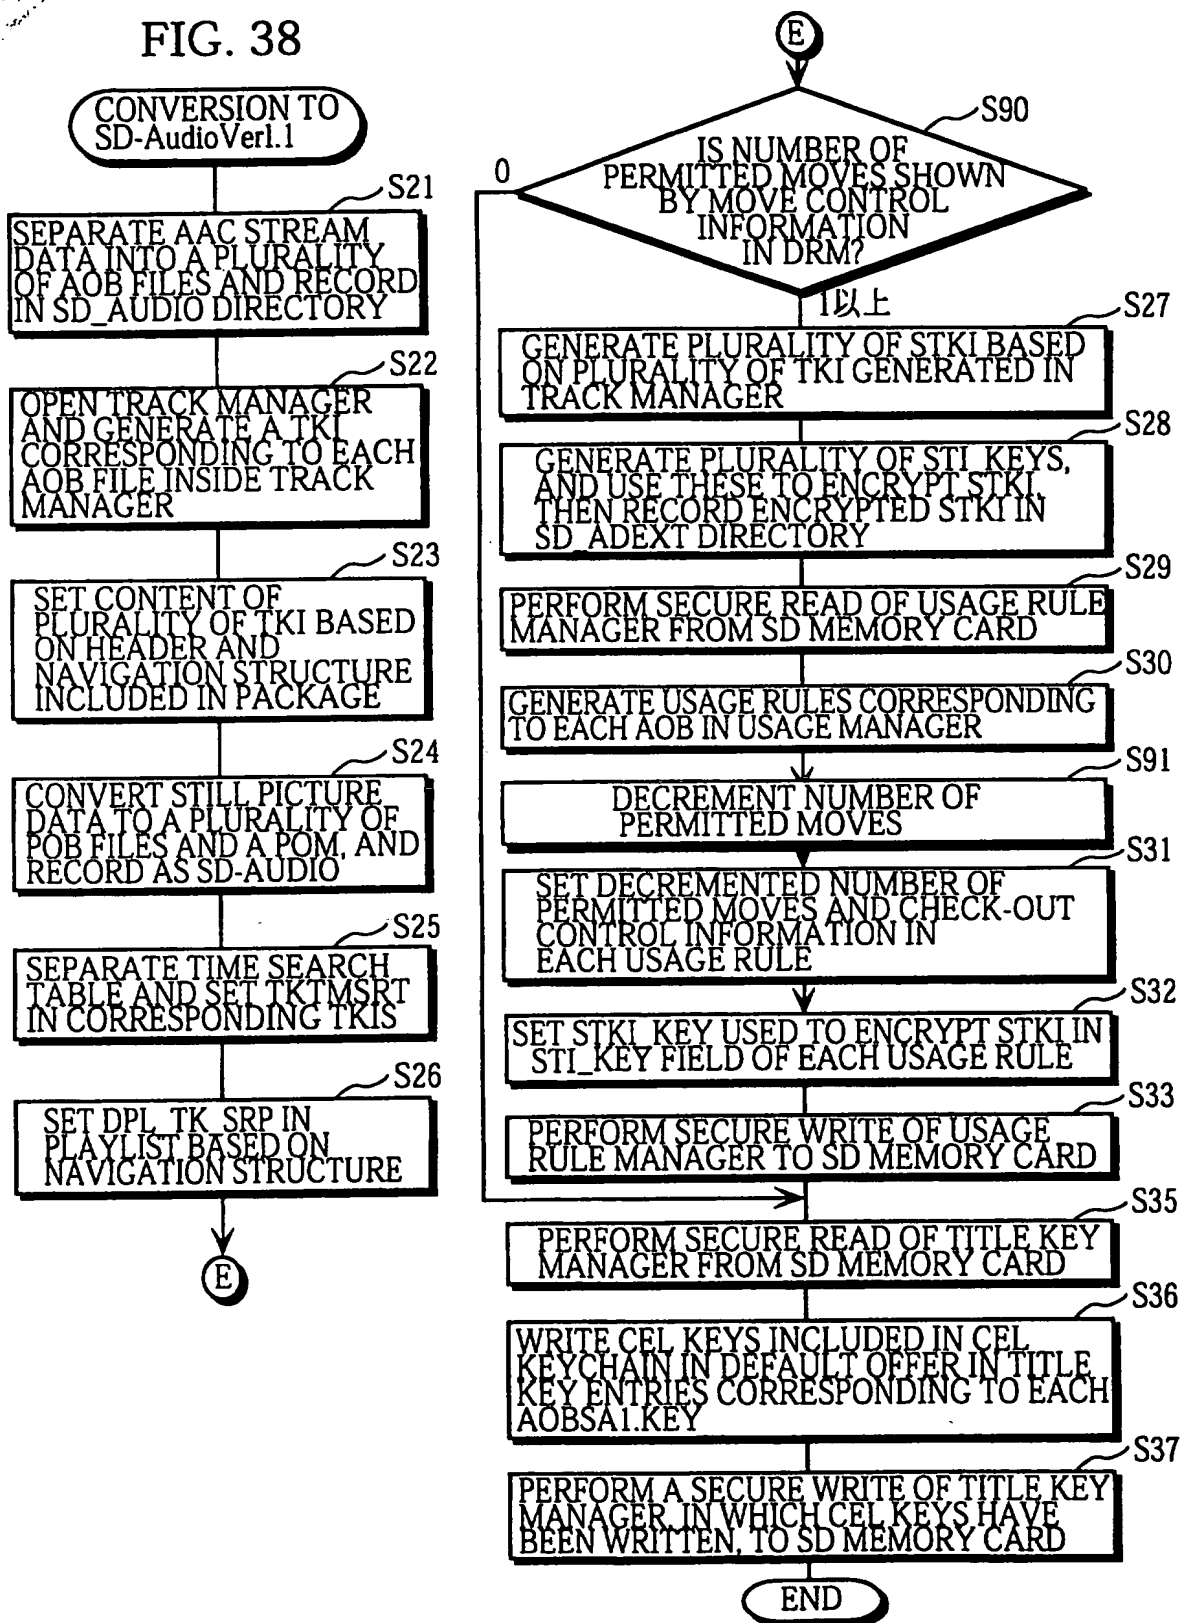 FIG. 38
CONVERSION TO
SD-AudioVer1.1
S21
SEPARATE AAC STREAM
DATA INTO A PLURALITY
OF AOB FILES AND RECORD
IN SD_AUDIO DIRECTORY
S22
OPEN TRACK MANAGER
AND GENERATE A TKI
CORRESPONDING TO EACH
AOB FILE INSIDE TRACK
MANAGER
S23
SET CONTENT OF
PLURALITY OF TKI BASED
ON HEADER AND
NAVIGATION STRUCTURE
INCLUDED IN PACKAGE
S24
CONVERT STILL PICTURE
DATA TO A PLURALITY OF
POB FILES AND A POM, AND
RECORD AS SD-AUDIO
S25
SEPARATE TIME SEARCH
TABLE AND SET TKTMSRT
IN CORRESPONDING TKIS
S26
SET DPL_TK_SRP IN
PLAYLIST BASED ON
NAVIGATION STRUCTURE
E
E
S90
IS NUMBER OF
PERMITTED MOVES SHOWN
BY MOVE CONTROL
INFORMATION
IN DRM?
0
1以上
S27
GENERATE PLURALITY OF STKI BASED
ON PLURALITY OF TKI GENERATED IN
TRACK MANAGER
S28
GENERATE PLURALITY OF STI_KEYS,
AND USE THESE TO ENCRYPT STKI,
THEN RECORD ENCRYPTED STKI IN
SD_ADEXT DIRECTORY
S29
PERFORM SECURE READ OF USAGE RULE
MANAGER FROM SD MEMORY CARD
S30
GENERATE USAGE RULES CORRESPONDING
TO EACH AOB IN USAGE MANAGER
S91
DECREMENT NUMBER OF
PERMITTED MOVES
S31
SET DECREMENTED NUMBER OF
PERMITTED MOVES AND CHECK-OUT
CONTROL INFORMATION IN
EACH USAGE RULE
S32
SET STKI_KEY USED TO ENCRYPT STKI IN
STI_KEY FIELD OF EACH USAGE RULE
S33
PERFORM SECURE WRITE OF USAGE
RULE MANAGER TO SD MEMORY CARD
S35
PERFORM SECURE READ OF TITLE KEY
MANAGER FROM SD MEMORY CARD
S36
WRITE CEL KEYS INCLUDED IN CEL
KEYCHAIN IN DEFAULT OFFER IN TITLE
KEY ENTRIES CORRESPONDING TO EACH
AOBSA1.KEY
S37
PERFORM A SECURE WRITE OF TITLE KEY
MANAGER, IN WHICH CEL KEYS HAVE
BEEN WRITTEN, TO SD MEMORY CARD
END